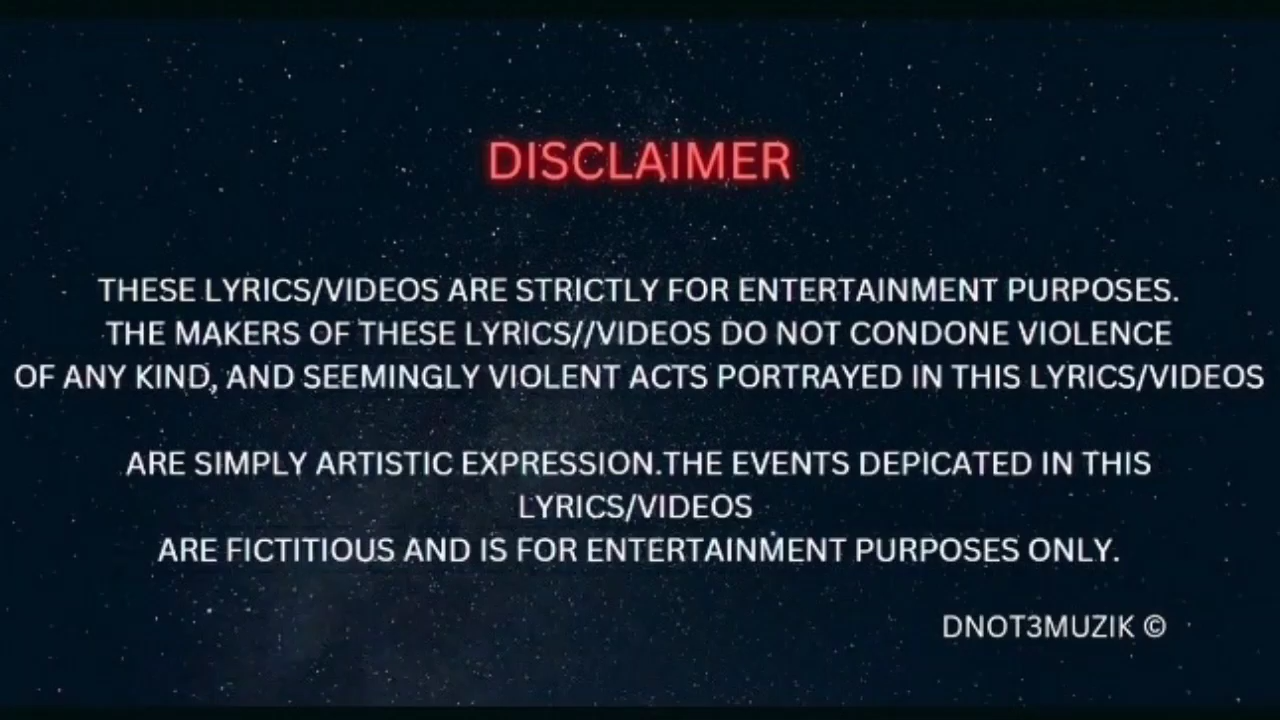 DISCLAIMER
THESE LYRICS/VIDEOS ARE STRICTLY FOR ENTERTAINMENT PURPOSES.
THE MAKERS OF THESE LYRICS//VIDEOS DO NOT CONDONE VIOLENCE
OF ANY KIND, AND SEEMINGLY VIOLENT ACTS PORTRAYED IN THIS LYRICS/VIDEOS
ARE SIMPLY ARTISTIC EXPRESSION.THE EVENTS DEPICATED IN THIS
LYRICS/VIDEOS
ARE FICTITIOUS AND IS FOR ENTERTAINMENT PURPOSES ONLY.
DNOT3MUZIK ©